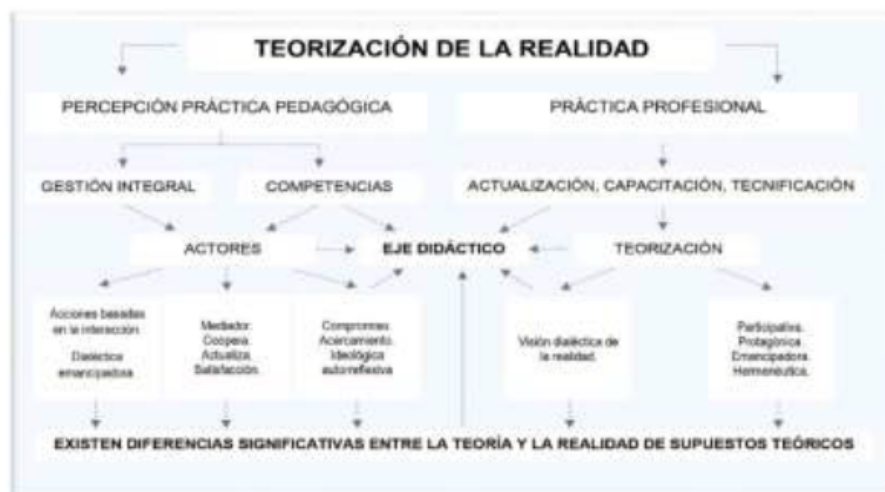 TEORIZACIÓN DE LA REALIDAD
PERCEPCIÓN PRÁCTICA PEDAGÓGICA
PRÁCTICA PROFESIONAL
GESTIÓN INTEGRAL
COMPETENCIAS
ACTUALIZACIÓN, CAPACITACIÓN, TECNIFICACIÓN
ACTORES
EJE DIDÁCTICO
TEORIZACIÓN
Acciones basadas
en la interacción.
Dialéctica
emancipadora
Mediador.
Coopera.
Actualiza.
Satisfacción.
Compromiso.
Acercamiento.
Ideológica
auto-reflexiva
Visión dialéctica de
la realidad.
Participativa.
Protagónica.
Emancipadora.
Hermenéutica.
EXISTEN DIFERENCIAS SIGNIFICATIVAS ENTRE LA TEORÍA Y LA REALIDAD DE SUPUESTOS TEÓRICOS